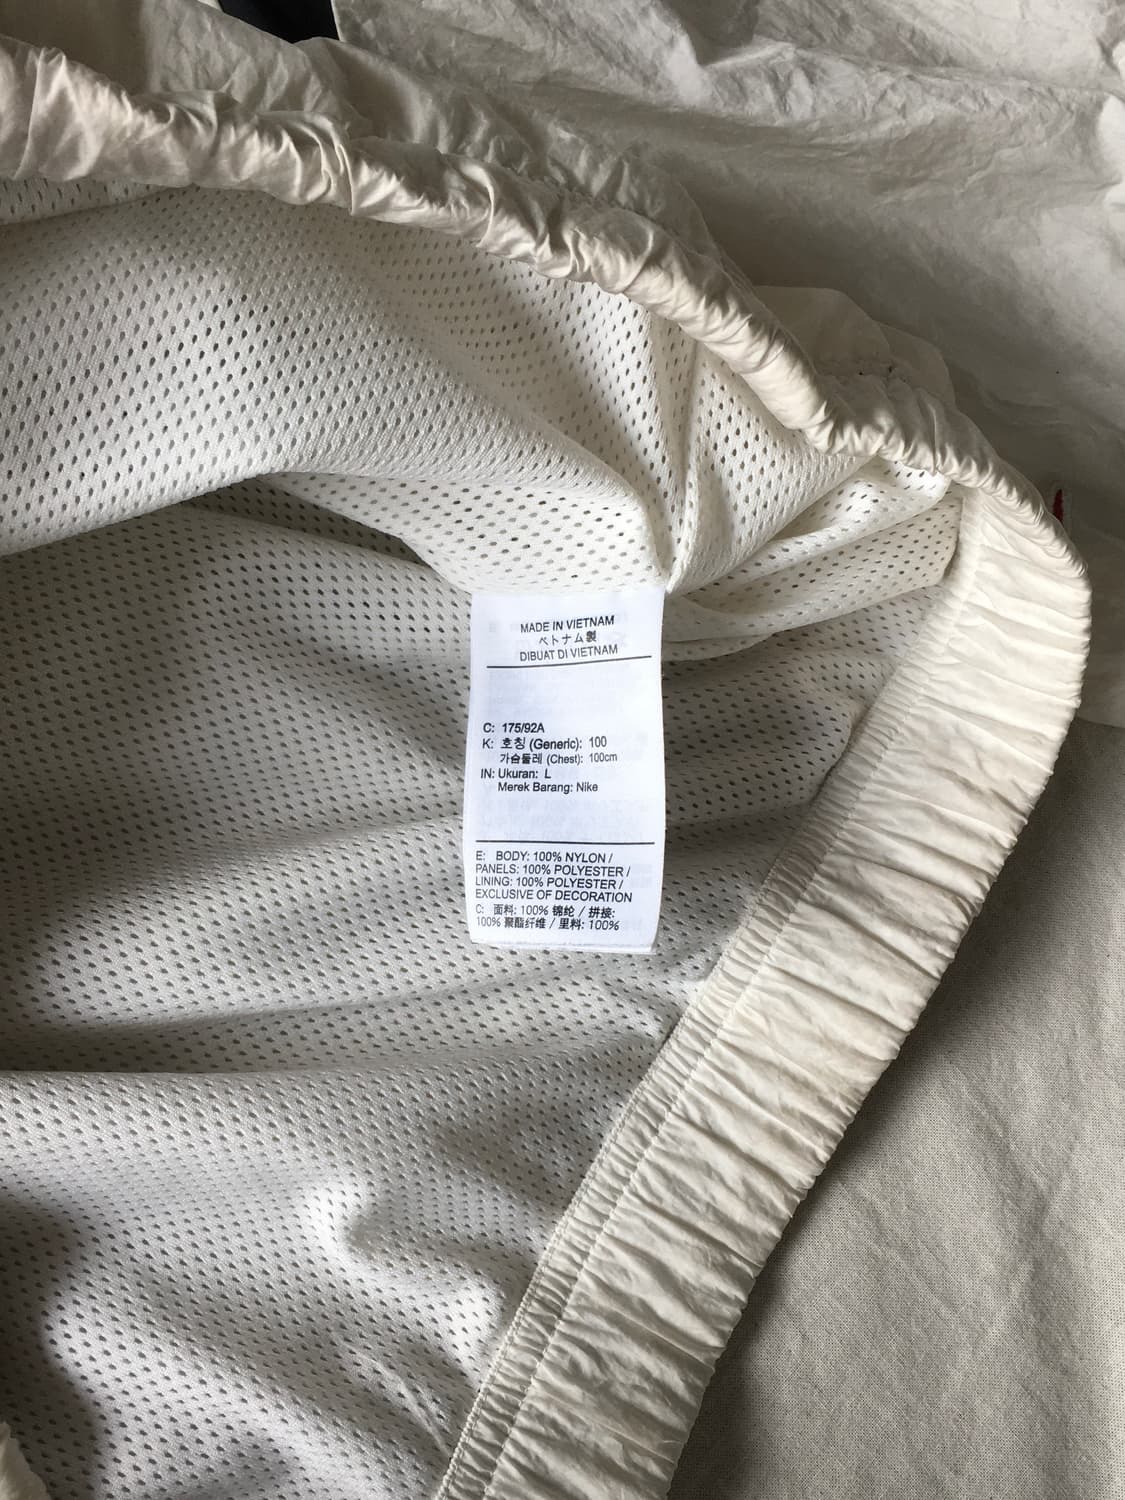 MADE IN VIETNAM
ベトナム製
DIBUAT DI VIETNAM
C: 175/92A
K: 호칭 (Generic): 100
가슴둘레 (Chest): 100cm
IN: Ukuran: L
Merek Barang: Nike
E: BODY: 100% NYLON /
PANELS: 100% POLYESTER /
LINING: 100% POLYESTER /
EXCLUSIVE OF DECORATION
C: 面料: 100% 锦纶 / 拼接:
100% 聚酯纤维 / 里料: 100%